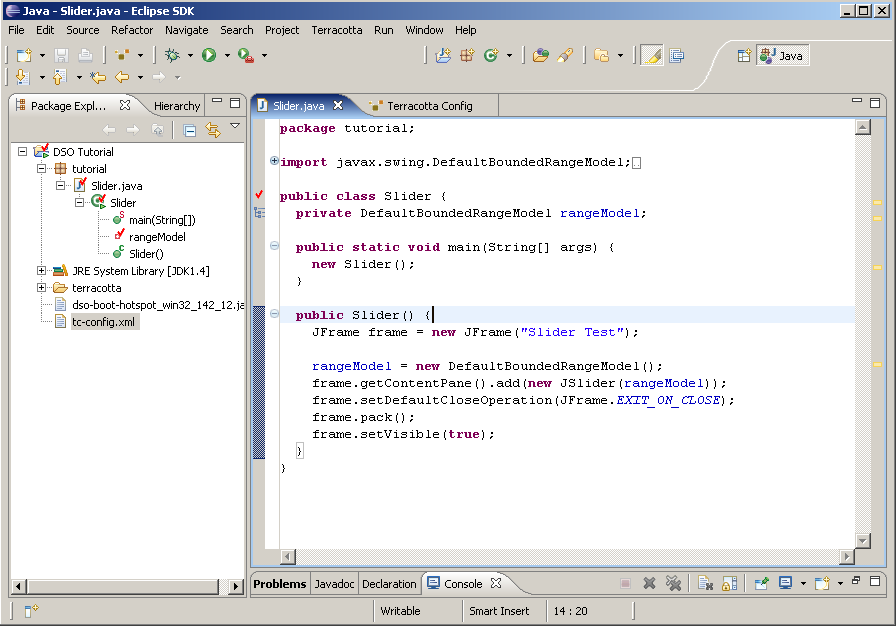 Java - Slider.java - Eclipse SDK
File Edit Source Refactor Navigate Search Project Terracotta Run Window Help
Java
Package Expl... Hierarchy
DSO Tutorial
tutorial
Slider.java
Slider
main(String[])
rangeModel
Slider()
JRE System Library [JDK1.4]
terracotta
dso-boot-hotspot_win32_142_12.ja
tc-config.xml
Slider.java Terracotta Config
package tutorial;
import javax.swing.DefaultBoundedRangeModel;
public class Slider {
private DefaultBoundedRangeModel rangeModel;
public static void main(String[] args) {
new Slider();
}
public Slider() {
JFrame frame = new JFrame("Slider Test");
rangeModel = new DefaultBoundedRangeModel();
frame.getContentPane().add(new JSlider(rangeModel));
frame.setDefaultCloseOperation(JFrame.EXIT_ON_CLOSE);
frame.pack();
frame.setVisible(true);
}
}
Problems Javadoc Declaration Console
Writable Smart Insert 14 : 20